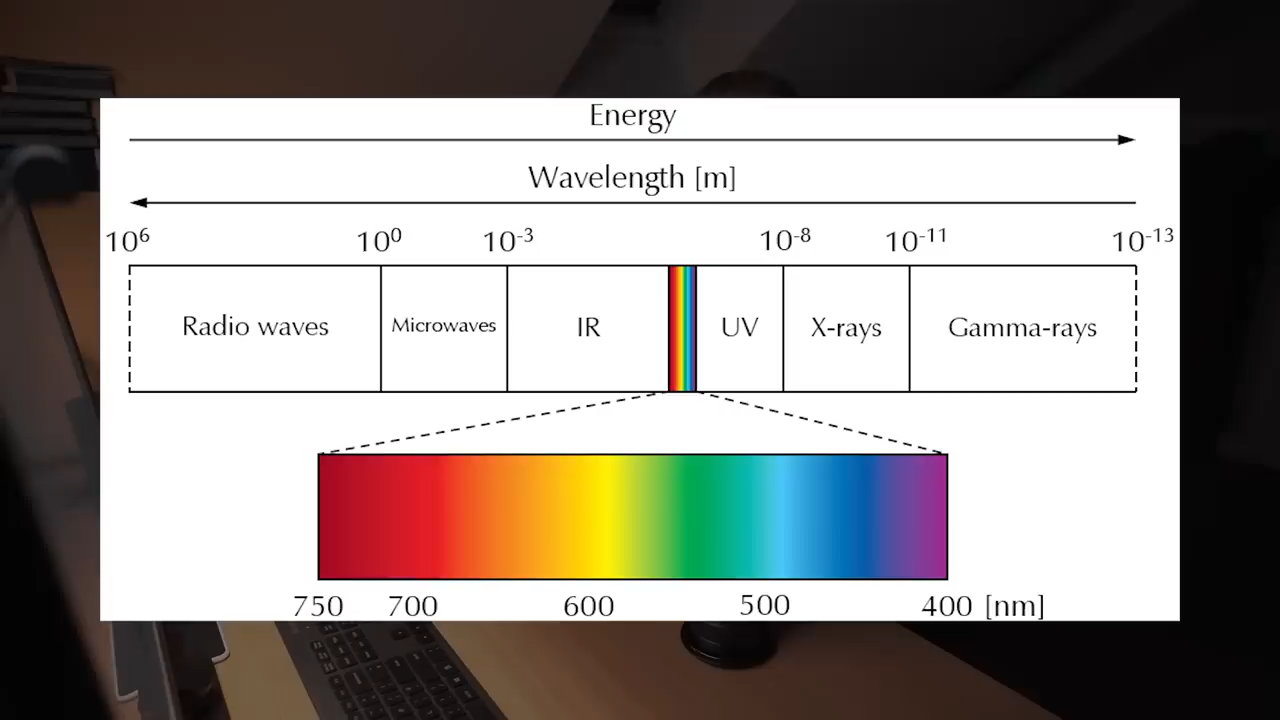 Energy
Wavelength [m]
10⁶ 10⁰ 10⁻³ 10⁻⁸ 10⁻¹¹ 10⁻¹³
Radio waves Microwaves IR UV X-rays Gamma-rays
750 700 600 500 400 [nm]